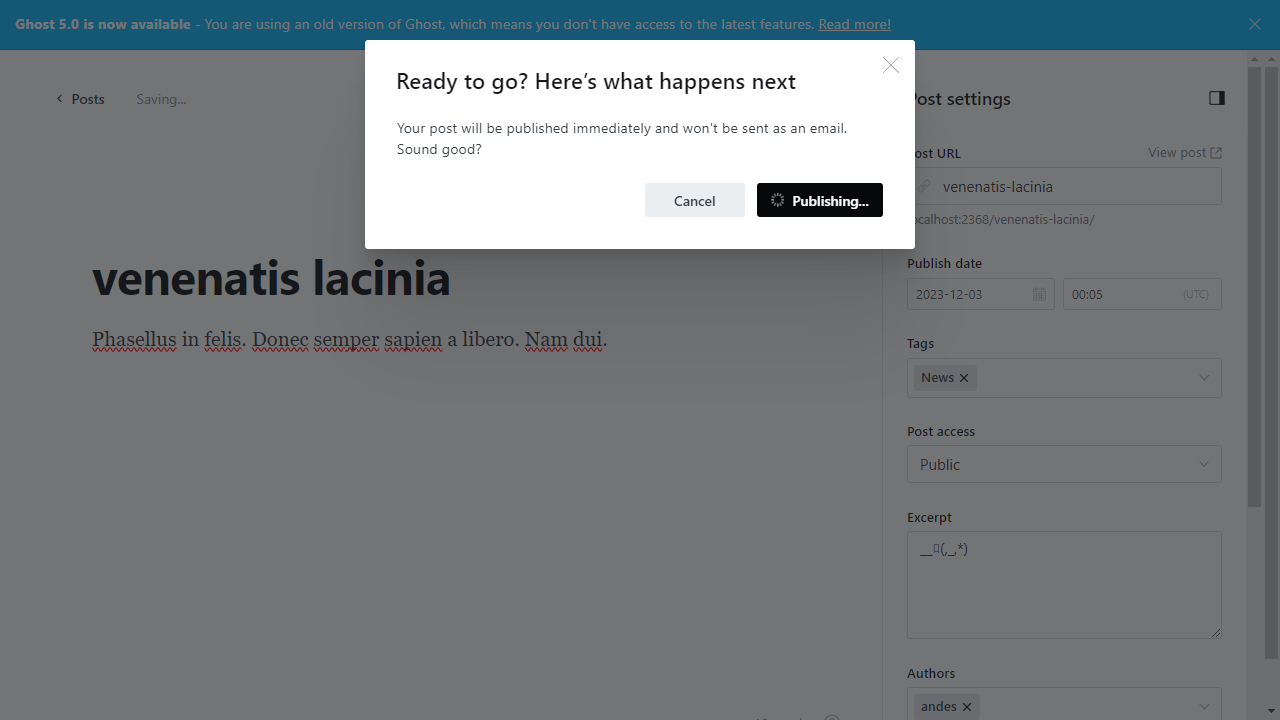 Ghost 5.0 is now available - You are using an old version of Ghost, which means you don't have access to the latest features. Read more!
Ready to go? Here's what happens next
Your post will be published immediately and won't be sent as an email.
Sound good?
Cancel
Publishing...
Posts
Saving...
venenatis lacinia
Phasellus in felis. Donec semper sapien a libero. Nam dui.
Post settings
Post URL
View post
venenatis-lacinia
localhost:2368/venenatis-lacinia/
Publish date
2023-12-03
00:05
(UTC)
Tags
News
Post access
Public
Excerpt
Authors
andes